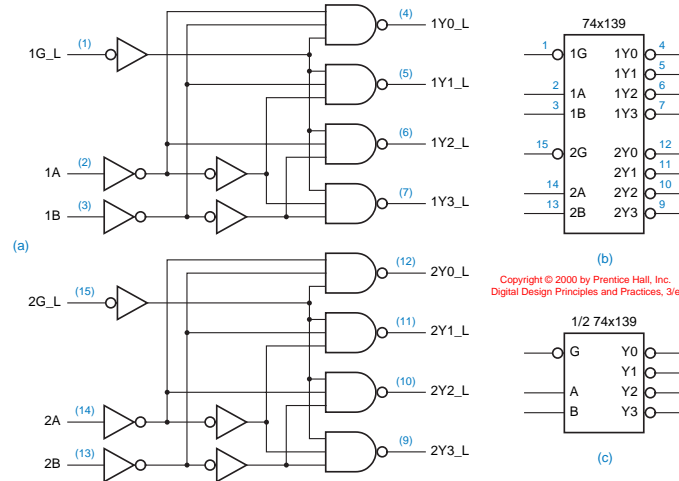 (4)
1Y0_L
(1)
1G_L
(5)
1Y1_L
(6)
1Y2_L
(2)
1A
(7)
1Y3_L
(3)
1B
(a)
(12)
2Y0_L
(15)
2G_L
(11)
2Y1_L
(10)
2Y2_L
(14)
2A
(9)
2Y3_L
(13)
2B
74x139
1 1G 1Y0 4
1Y1 5
2 1A 1Y2 6
3 1B 1Y3 7
15 2G 2Y0 12
2Y1 11
14 2A 2Y2 10
13 2B 2Y3 9
(b)
Copyright © 2000 by Prentice Hall, Inc.
Digital Design Principles and Practices, 3/e
1/2 74x139
G Y0
Y1
A Y2
B Y3
(c)